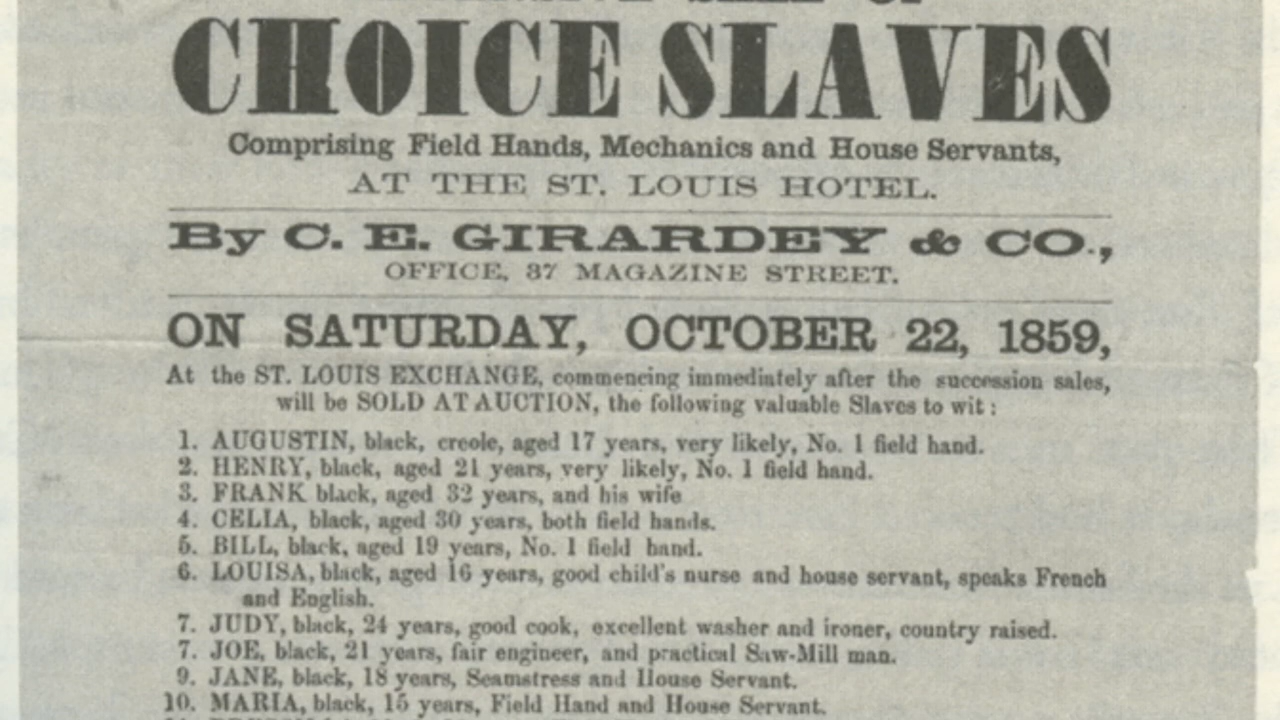 CHOICE SLAVES
Comprising Field Hands, Mechanics and House Servants,
AT THE ST. LOUIS HOTEL.
By C. E. GIRARDEY & CO.,
OFFICE, 37 MAGAZINE STREET.
ON SATURDAY, OCTOBER 22, 1859,
At the ST. LOUIS EXCHANGE, commencing immediately after the succession sales,
will be SOLD AT AUCTION, the following valuable Slaves to wit:
1. AUGUSTIN, black, creole, aged 17 years, very likely, No. 1 field hand.
2. HENRY, black, aged 21 years, very likely, No. 1 field hand.
3. FRANK black, aged 32 years, and his wife
4. CELIA, black, aged 30 years, both field hands.
5. BILL, black, aged 19 years, No. 1 field hand.
6. LOUISA, black, aged 16 years, good child's nurse and house servant, speaks French
and English.
7. JUDY, black, 24 years, good cook, excellent washer and ironer, country raised.
7. JOE, black, 21 years, fair engineer, and practical Saw-Mill man.
9. JANE, black, 18 years, Seamstress and House Servant.
10. MARIA, black, 15 years, Field Hand and House Servant.